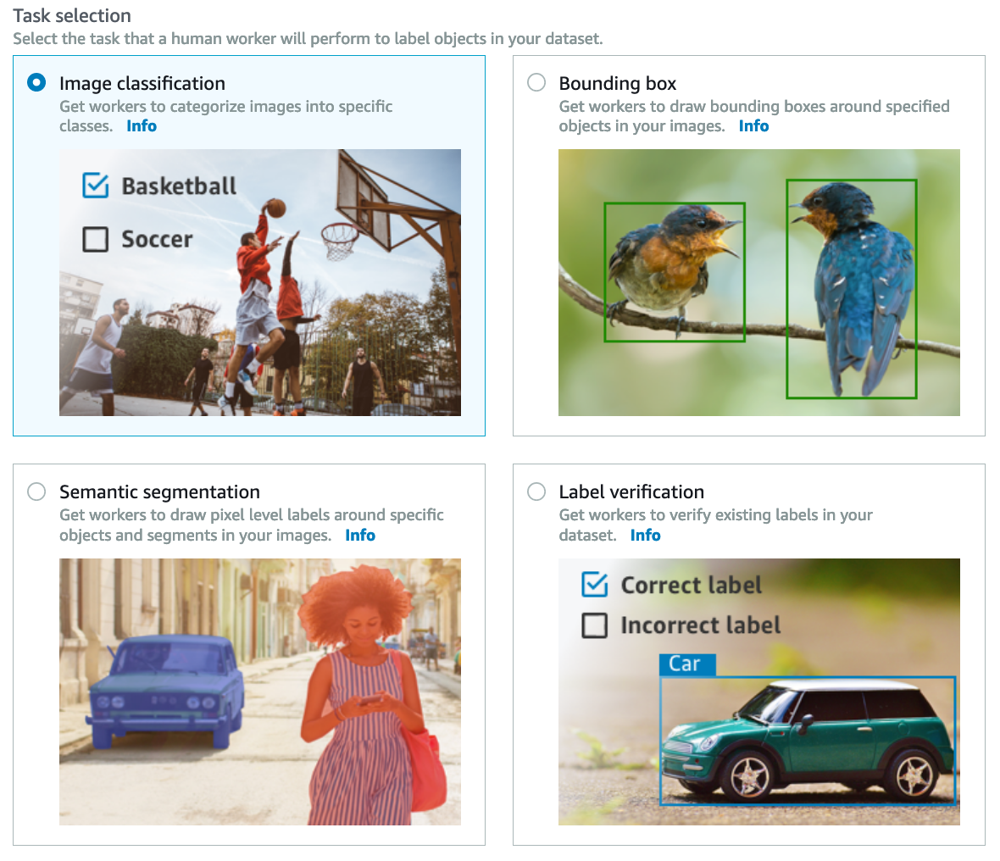 Task selection
Select the task that a human worker will perform to label objects in your dataset.
Image classification
Get workers to categorize images into specific
classes. Info
Basketball
Soccer
Bounding box
Get workers to draw bounding boxes around specified
objects in your images. Info
Semantic segmentation
Get workers to draw pixel level labels around specific
objects and segments in your images. Info
Label verification
Get workers to verify existing labels in your
dataset. Info
Correct label
Incorrect label
Car